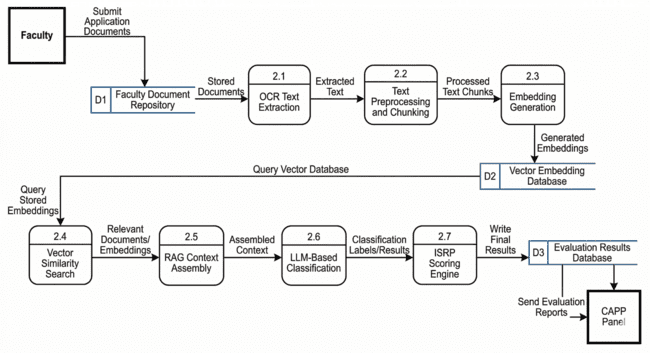 Faculty
Submit
Application
Documents
D1
Faculty Document
Repository
Stored
Documents
2.1
OCR Text
Extraction
Extracted
Text
2.2
Text
Preprocessing
and Chunking
Processed
Text Chunks
2.3
Embedding
Generation
Generated
Embeddings
D2
Vector Embedding
Database
Query Vector Database
Query
Stored
Embeddings
2.4
Vector
Similarity
Search
Relevant
Documents/
Embeddings
2.5
RAG Context
Assembly
Assembled
Context
2.6
LLM-Based
Classification
Classification
Labels/Results
2.7
ISRP
Scoring
Engine
Write
Final
Results
D3
Evaluation Results
Database
Send Evaluation
Reports
CAPP
Panel